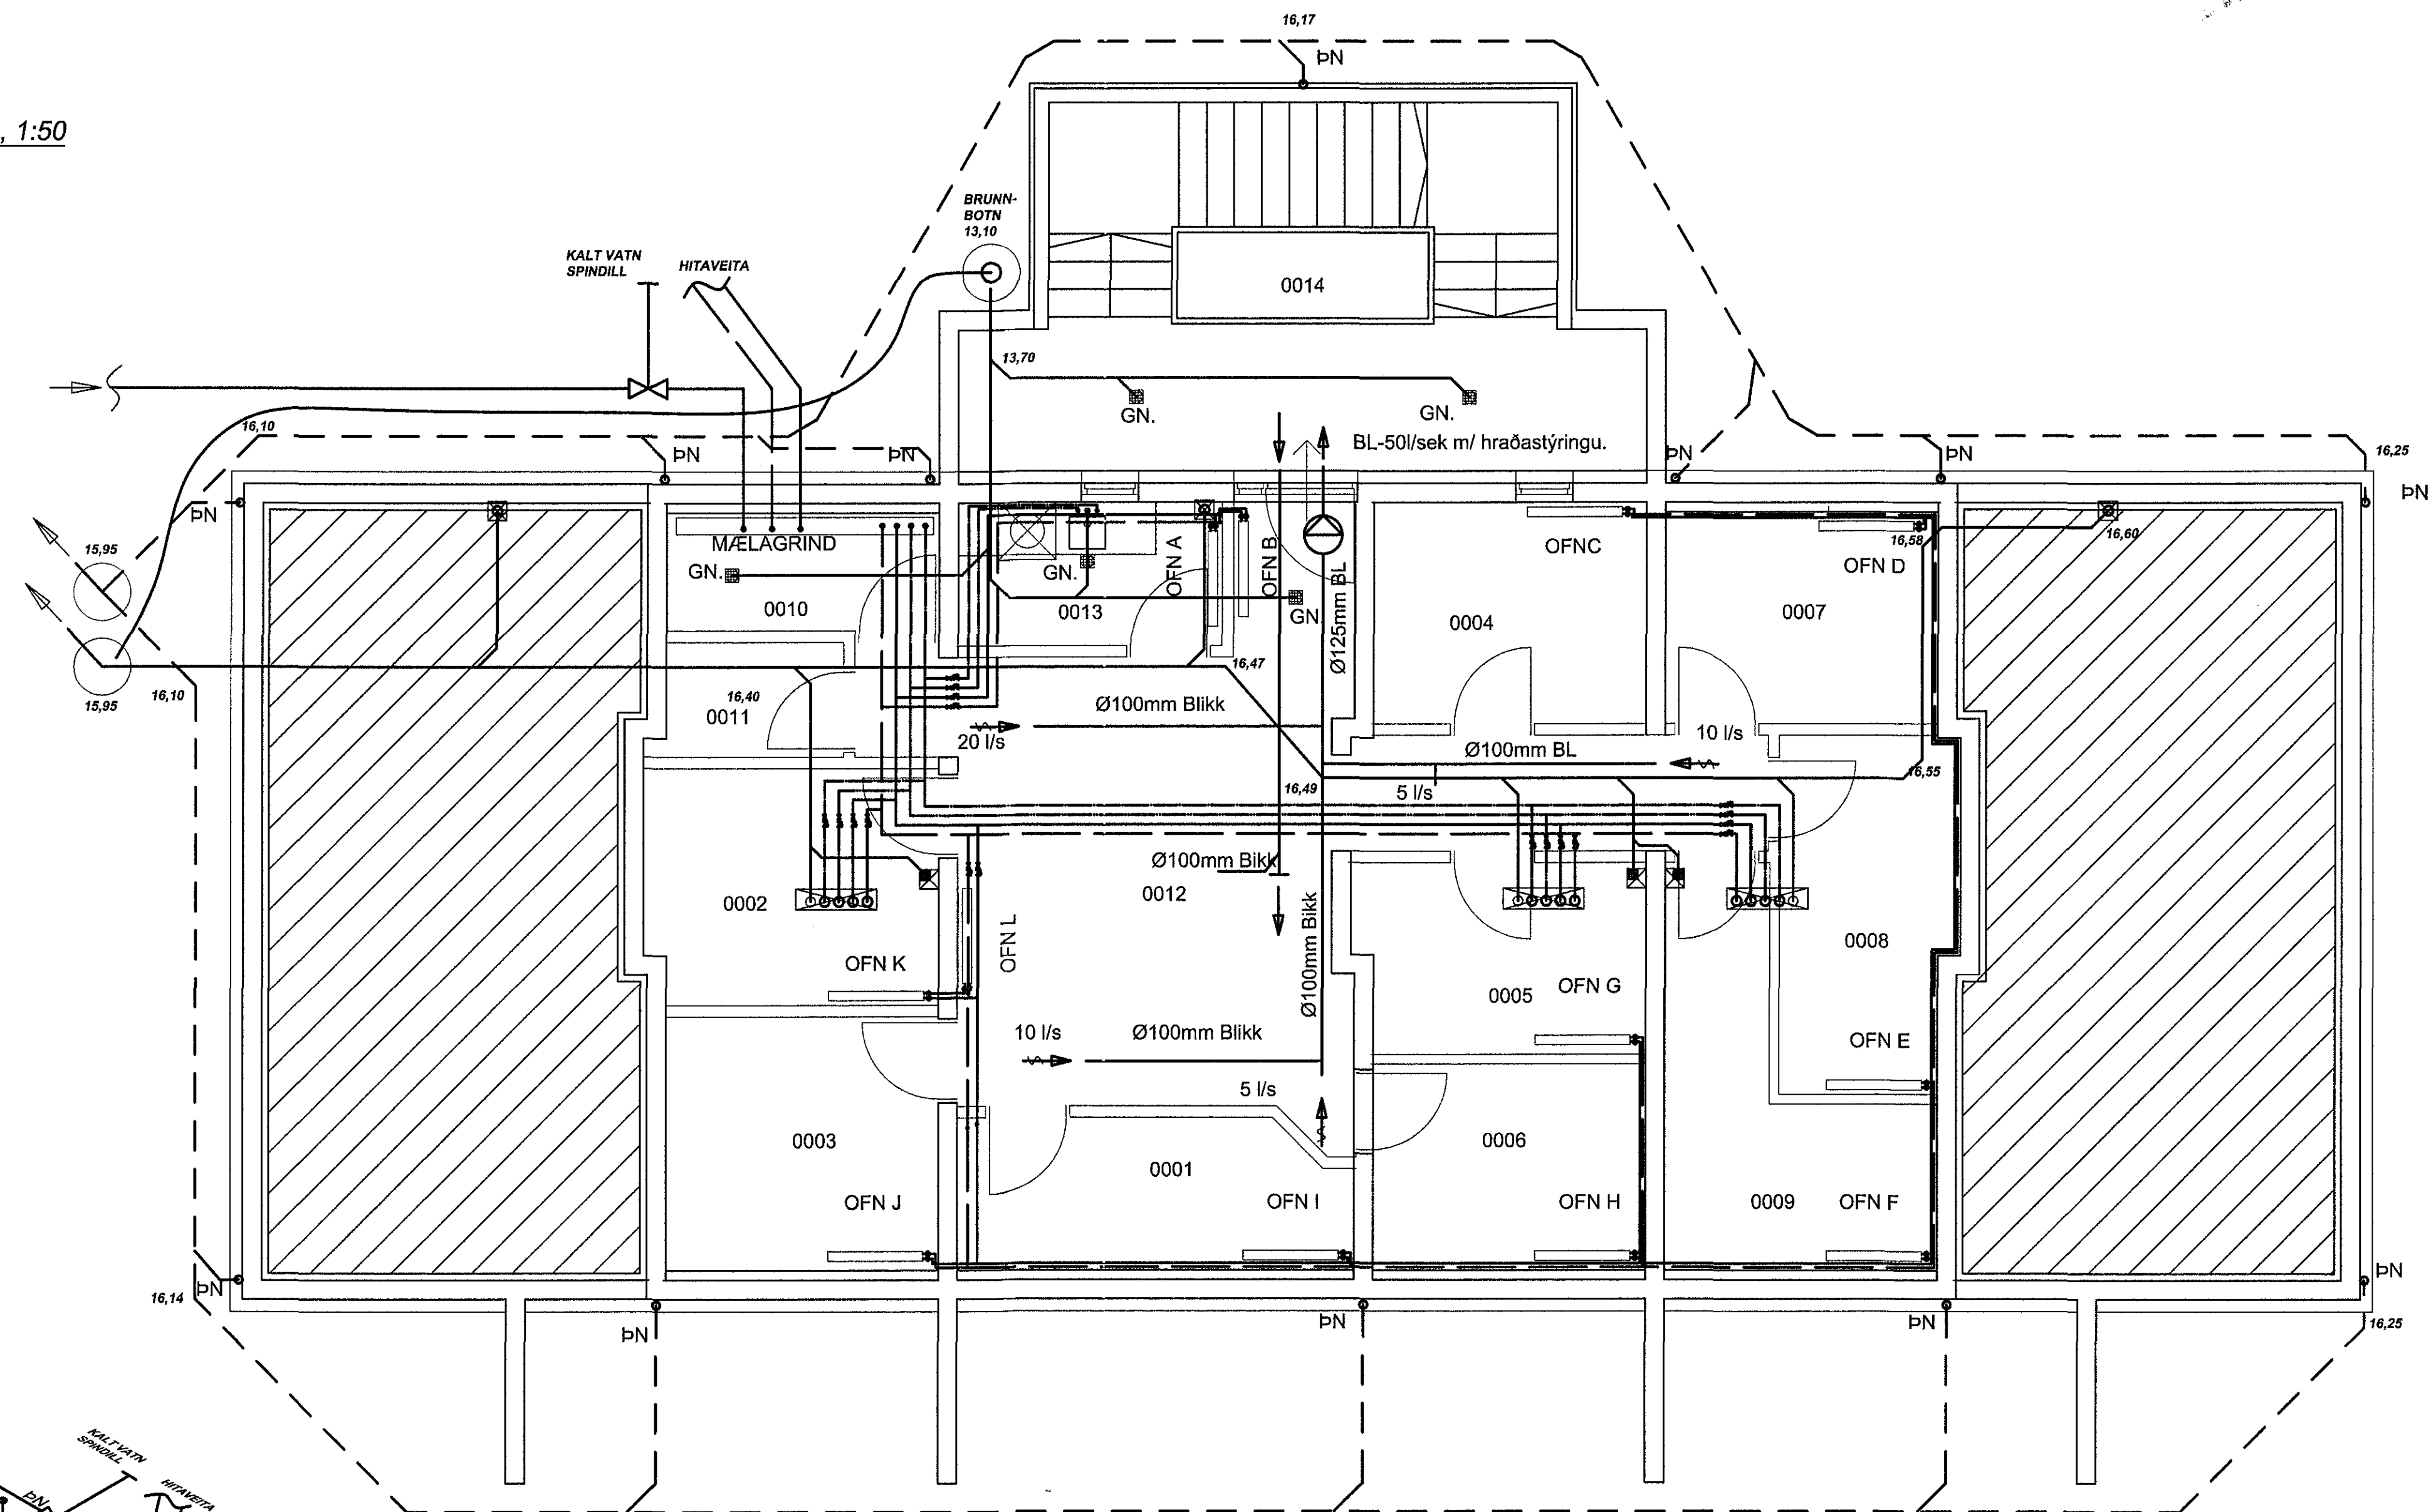 16,17
ÞN
, 1:50
BRUNN-
BOTN
13,10
KALT VATN
SPINDILL
HITAVEITA
0014
13,70
GN.
GN.
BL-50l/sek m/ hraðastýringu.
16,10
ÞN
ÞN
ÞN
ÞN
16,25
ÞN
ÞN
MÆLAGRIND
OFN A
OFN B
OFNC
16,58
16,60
OFN D
15,95
GN.
GN.
0010
0013
GN.
Ø125mm BL
0004
0007
16,47
16,10
15,95
16,40
0011
Ø100mm Blikk
20 l/s
10 l/s
Ø100mm BL
16,55
16,49
5 l/s
Ø100mm Bikk
0002
0012
0008
OFN K
OFN L
Ø100mm Bikk
0005
OFN G
10 l/s
Ø100mm Blikk
OFN E
5 l/s
0003
0001
0006
OFN J
OFN I
OFN H
0009
OFN F
ÞN
16,14
ÞN
ÞN
ÞN
ÞN
16,25
KALT VATN
SPINDILL
HITAVEITA
ÞN